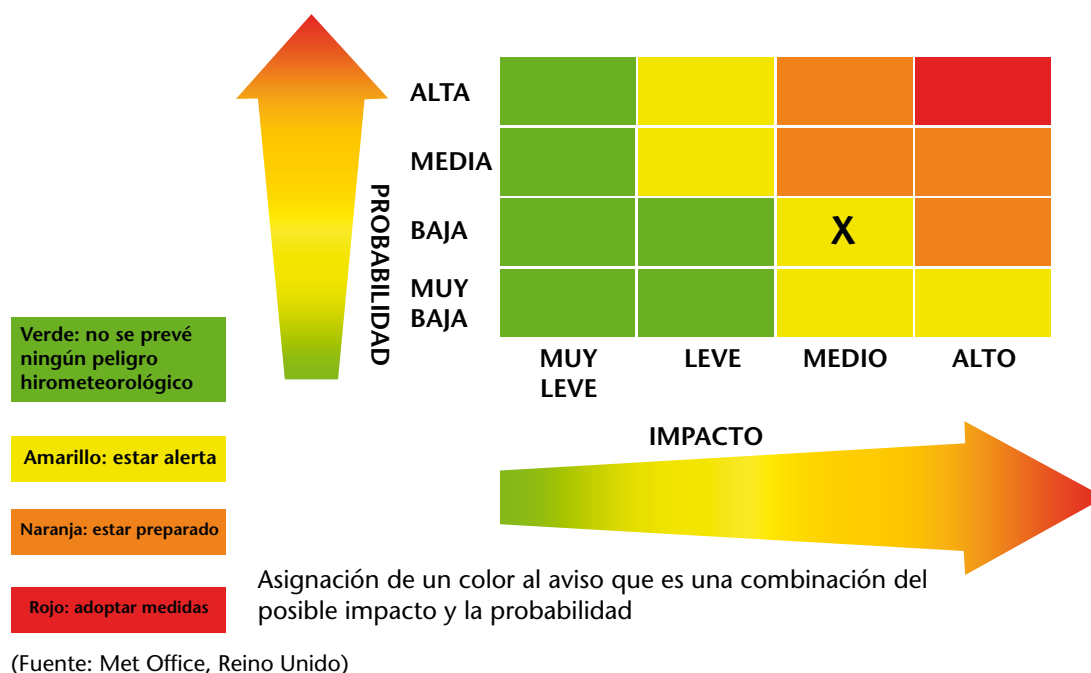 ALTA
MEDIA
BAJA
MUY
BAJA
PROBABILIDAD
X
MUY
LEVE
LEVE
MEDIO
ALTO
IMPACTO
Verde: no se prevé
ningún peligro
hirometeorológico
Amarillo: estar alerta
Naranja: estar preparado
Rojo: adoptar medidas
Asignación de un color al aviso que es una combinación del
posible impacto y la probabilidad
(Fuente: Met Office, Reino Unido)